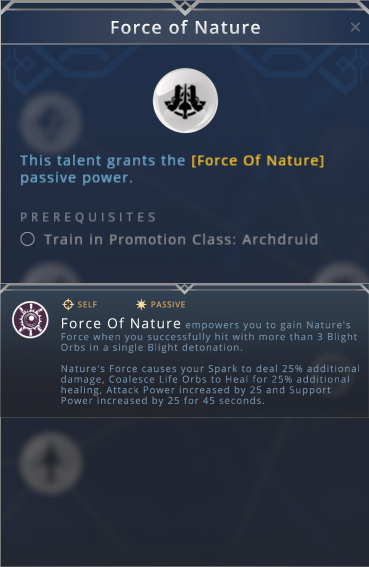 Force of Nature
This talent grants the [Force Of Nature]
passive power.
PREREQUISITES
Train in Promotion Class: Archdruid
SELF PASSIVE
Force Of Nature empowers you to gain Nature's
Force when you successfully hit with more than 3 Blight
Orbs in a single Blight detonation.
Nature's Force causes your Spark to deal 25% additional
damage, Coalesce Life Orbs to Heal for 25% additional
healing, Attack Power increased by 25 and Support
Power increased by 25 for 45 seconds.